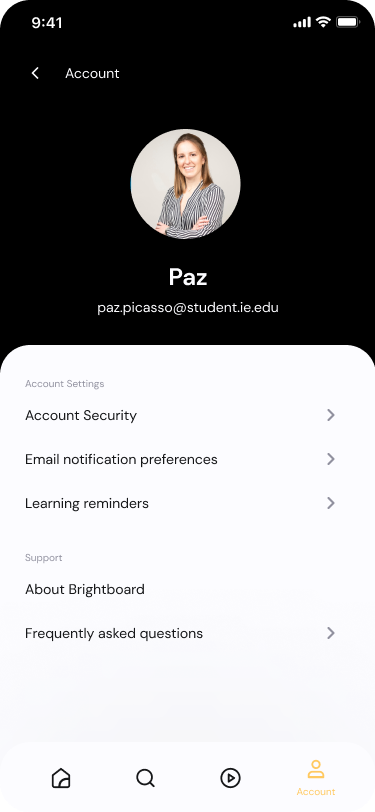 9:41
Account
Paz
paz.picasso@student.ie.edu
Account Settings
Account Security
Email notification preferences
Learning reminders
Support
About Brightboard
Frequently asked questions
Account